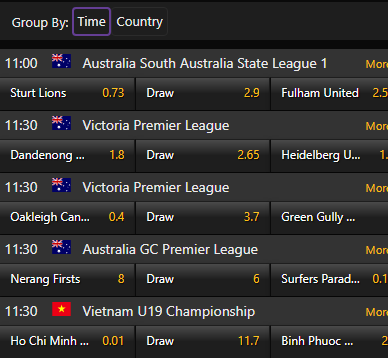 Group By: Time Country
11:00 Australia South Australia State League 1 More
Sturt Lions 0.73 Draw 2.9 Fulham United 2.5
11:30 Victoria Premier League More
Dandenong ... 1.8 Draw 2.65 Heidelberg U... 1.
11:30 Victoria Premier League More
Oakleigh Can... 0.4 Draw 3.7 Green Gully ...
11:30 Australia GC Premier League More
Nerang Firsts 8 Draw 6 Surfers Parad... 0.1
11:30 Vietnam U19 Championship More
Ho Chi Minh ... 0.01 Draw 11.7 Binh Phuoc ... 2